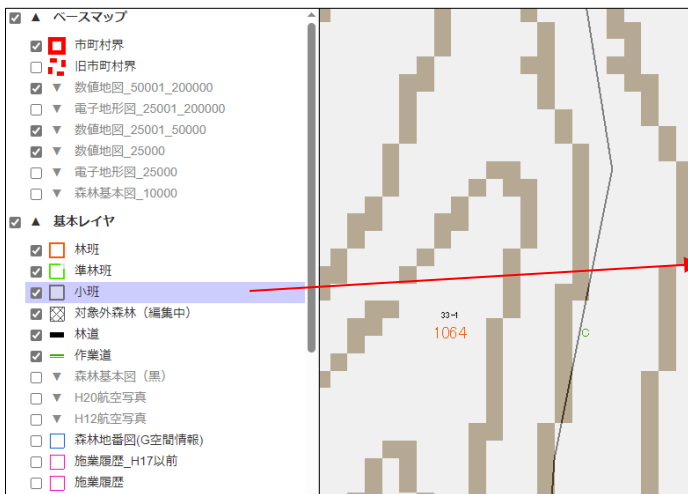 ▲ ベースマップ
市町村界
旧市町村界
▼ 数値地図_50001_200000
▼ 電子地形図_25001_200000
▼ 数値地図_25001_50000
▼ 数値地図_25000
▼ 電子地形図_25000
▼ 森林基本図_10000
▲ 基本レイヤ
林班
準林班
小班
対象外森林（編集中）
林道
作業道
▼ 森林基本図（黒）
▼ H20航空写真
▼ H12航空写真
森林地番図(G空間情報)
施業履歴_H17以前
施業履歴
33-1
1064
C